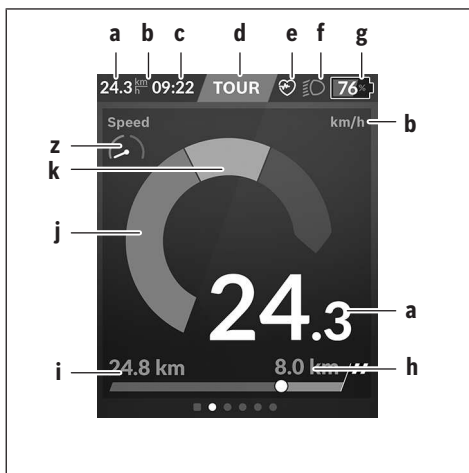 a b c d e f g
24.3 km/h 09:22 TOUR 76%
Speed km/h b
z
k
j
24.3 a
i 24.8 km 8.0 km h